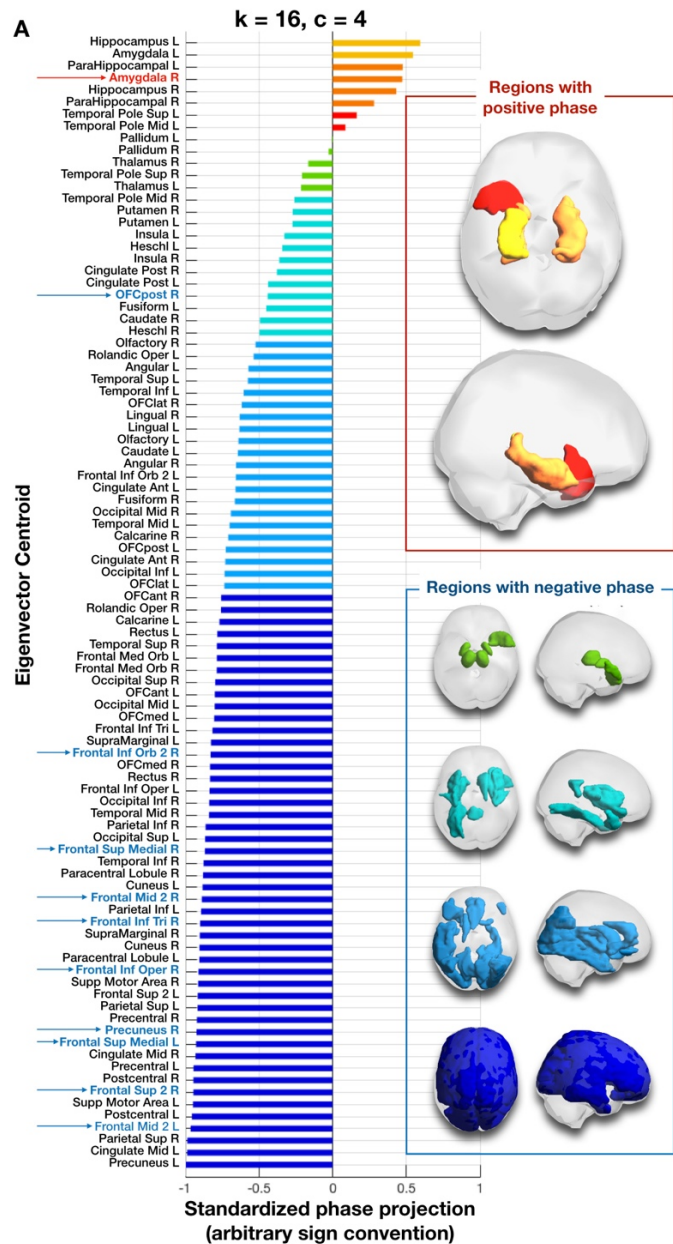 A
k = 16, c = 4
Hippocampus L
Amygdala L
ParaHippocampal L
Amygdala R
Hippocampus R
ParaHippocampal R
Temporal Pole Sup L
Temporal Pole Mid L
Pallidum L
Pallidum R
Thalamus R
Temporal Pole Sup R
Thalamus L
Temporal Pole Mid R
Putamen R
Putamen L
Insula L
Heschl L
Insula R
Cingulate Post R
Cingulate Post L
OFCpost R
Fusiform L
Caudate R
Heschl R
Olfactory R
Rolandic Oper L
Angular L
Temporal Sup L
Temporal Inf L
OFClat R
Lingual R
Lingual L
Olfactory L
Caudate L
Angular R
Frontal Inf Orb 2 L
Cingulate Ant L
Fusiform R
Occipital Mid R
Temporal Mid L
Calcarine R
OFCpost L
Cingulate Ant R
Occipital Inf L
OFClat L
OFCant R
Rolandic Oper R
Calcarine L
Rectus L
Temporal Sup R
Frontal Med Orb L
Frontal Med Orb R
Occipital Sup R
OFCant L
Occipital Mid L
OFCmed L
Frontal Inf Tri L
SupraMarginal L
Frontal Inf Orb 2 R
OFCmed R
Rectus R
Frontal Inf Oper L
Occipital Inf R
Temporal Mid R
Parietal Inf R
Occipital Sup L
Frontal Sup Medial R
Temporal Inf R
Paracentral Lobule R
Cuneus L
Frontal Mid 2 R
Parietal Inf L
Frontal Inf Tri R
SupraMarginal R
Cuneus R
Paracentral Lobule L
Frontal Inf Oper R
Supp Motor Area R
Frontal Sup 2 L
Parietal Sup L
Precentral R
Precuneus R
Frontal Sup Medial L
Cingulate Mid R
Precentral L
Postcentral R
Frontal Sup 2 R
Supp Motor Area L
Postcentral L
Frontal Mid 2 L
Parietal Sup R
Cingulate Mid L
Precuneus L
Eigenvector Centroid
-1 -0.5 0 0.5 1
Standardized phase projection
(arbitrary sign convention)
Regions with
positive phase
Regions with negative phase